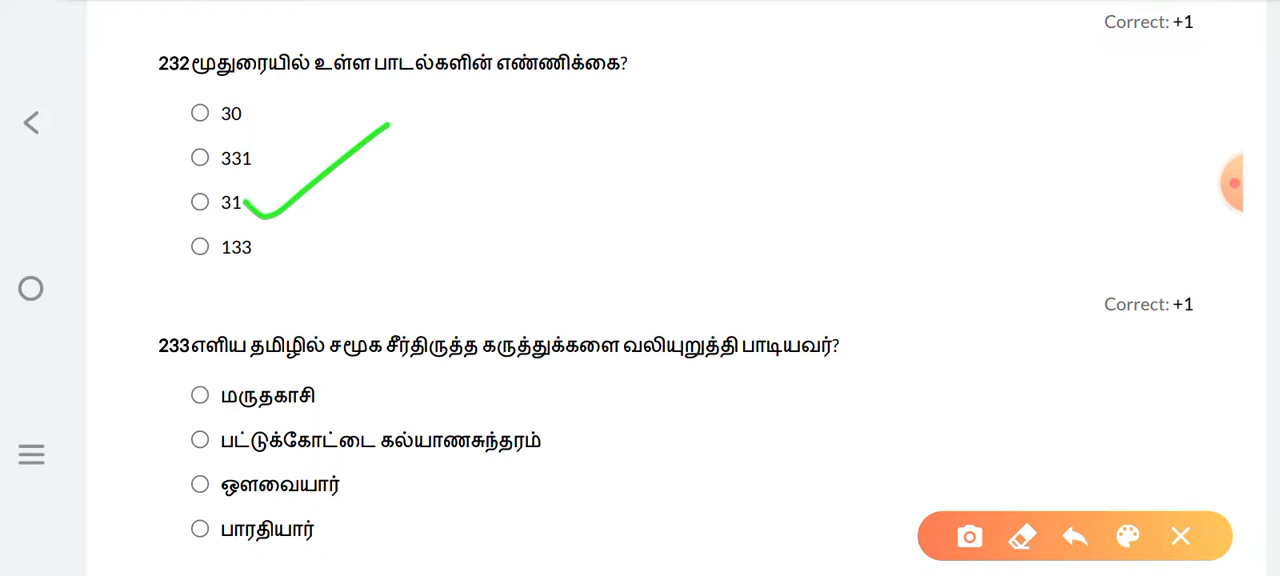 Correct: +1
232மூதுரையில் உள்ள பாடல்களின் எண்ணிக்கை?
30
331
31
133
Correct: +1
233எளிய தமிழில் சமூக சீர்திருத்த கருத்துக்களை வலியுறுத்தி பாடியவர்?
மருதகாசி
பட்டுக்கோட்டை கல்யாணசுந்தரம்
ஔவையார்
பாரதியார்